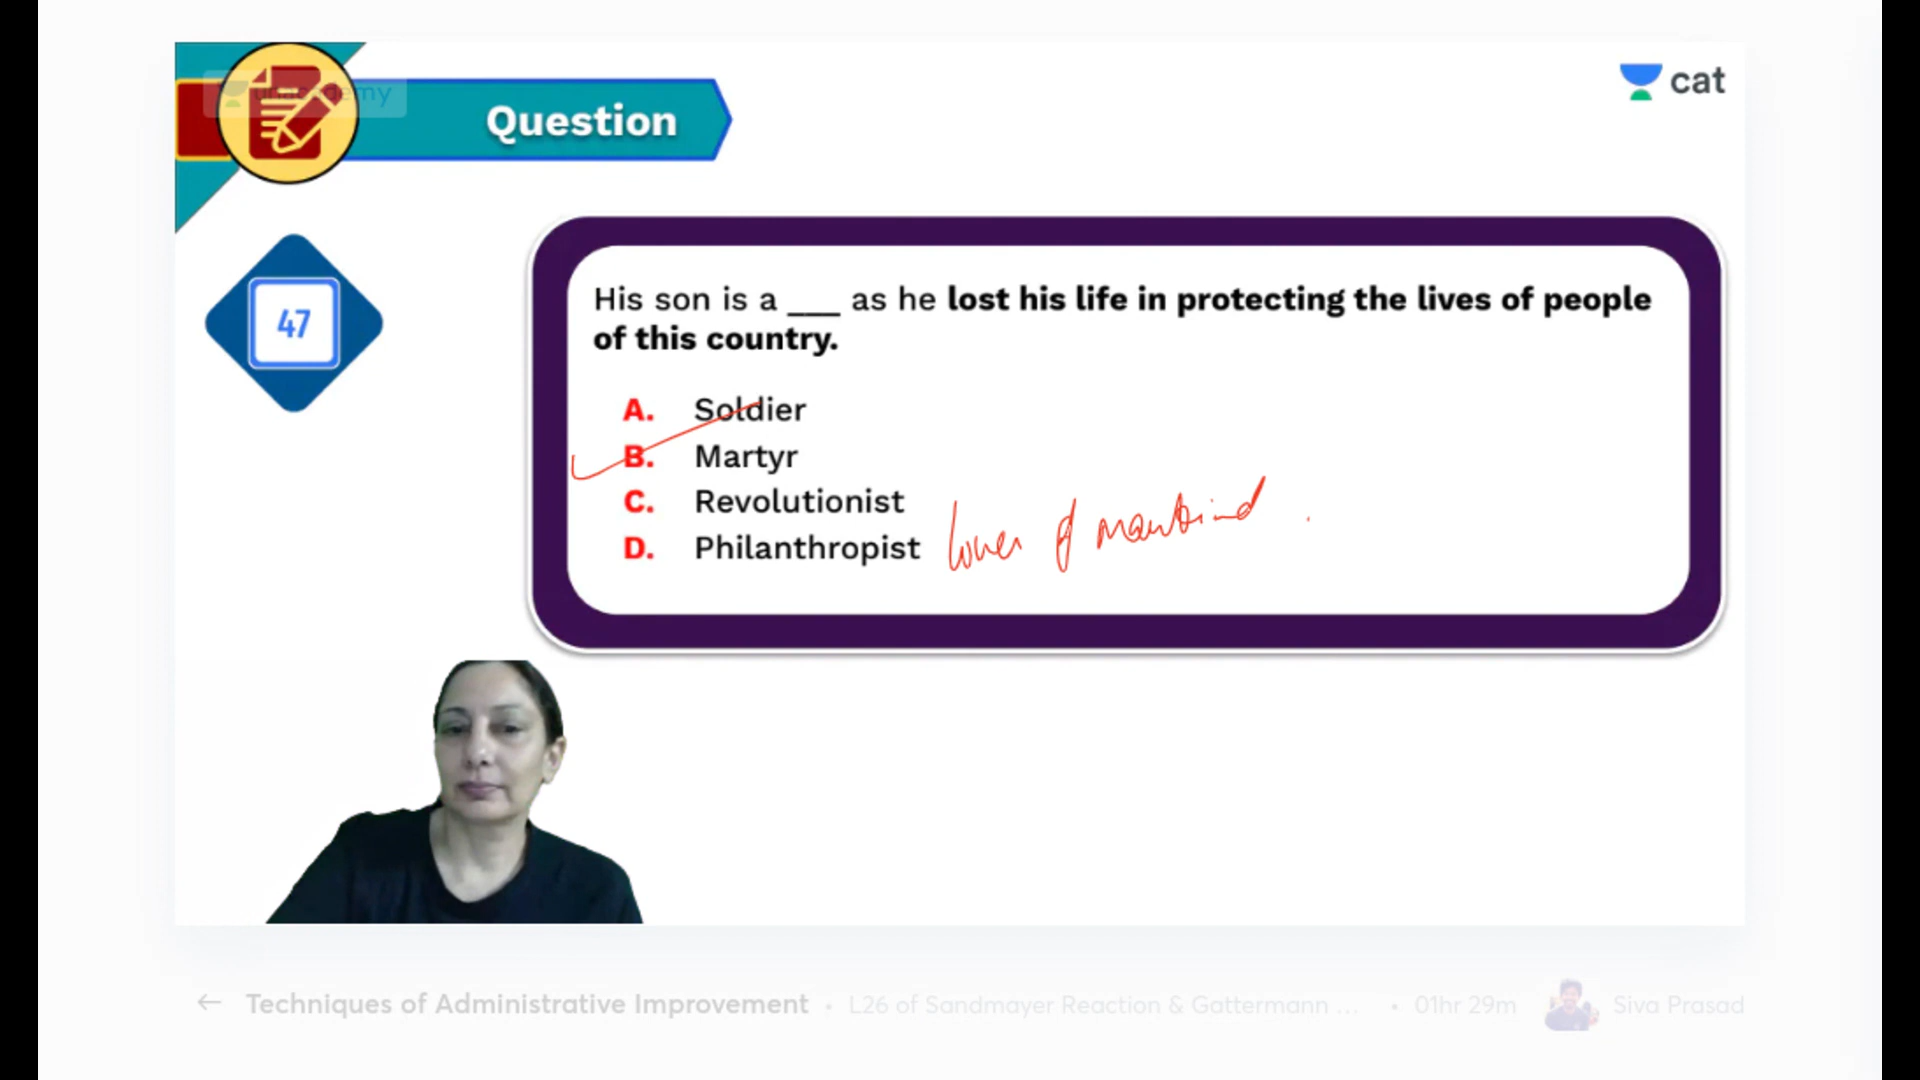 unacademy
Question
cat
47
His son is a ___ as he lost his life in protecting the lives of people
of this country.
A. Soldier
B. Martyr
C. Revolutionist
D. Philanthropist
lover of mankind .
← Techniques of Administrative Improvement • L26 of Sandmayer Reaction & Gattermann ... • 01hr 29m Siva Prasad